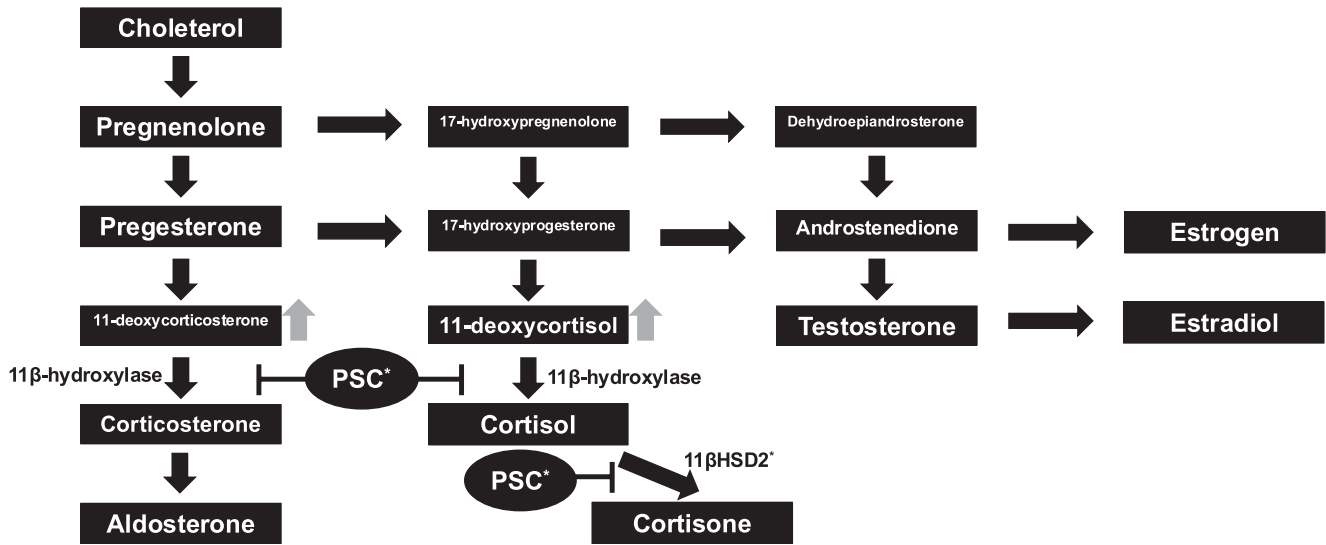 Choleterol
Pregnenolone
17-hydroxypregnenolone
Dehydroepiandrosterone
Pregesterone
17-hydroxyprogesterone
Androstenedione
Estrogen
11-deoxycorticosterone
11-deoxycortisol
Testosterone
Estradiol
11β-hydroxylase
PSC*
11β-hydroxylase
Corticosterone
Cortisol
PSC*
11βHSD2*
Aldosterone
Cortisone